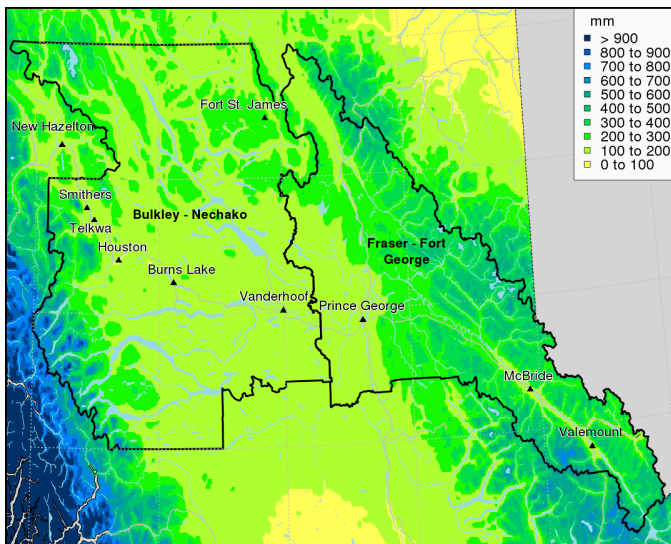 mm
> 900
800 to 900
700 to 800
600 to 700
500 to 600
400 to 500
300 to 400
200 to 300
100 to 200
0 to 100
Fort St. James
New Hazelton
Smithers
Telkwa
Bulkley - Nechako
Houston
Burns Lake
Fraser - Fort
George
Vanderhoof
Prince George
McBride
Valemount